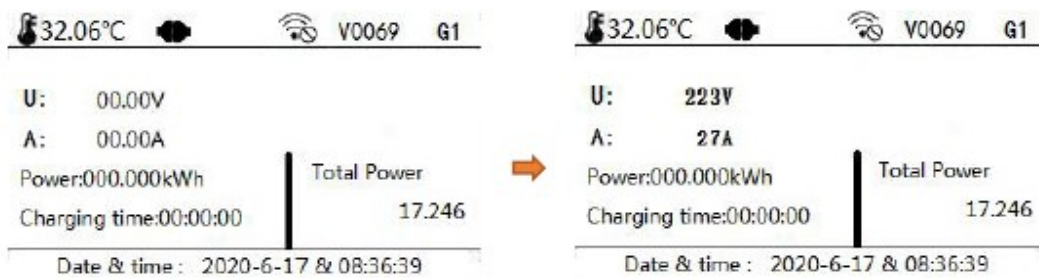 32.06°C V0069 G1
U: 00.00V
A: 00.00A
Power:000.000kWh
Charging time:00:00:00
Total Power
17.246
Date & time : 2020-6-17 & 08:36:39
32.06°C V0069 G1
U: 223V
A: 27A
Power:000.000kWh
Charging time:00:00:00
Total Power
17.246
Date & time : 2020-6-17 & 08:36:39